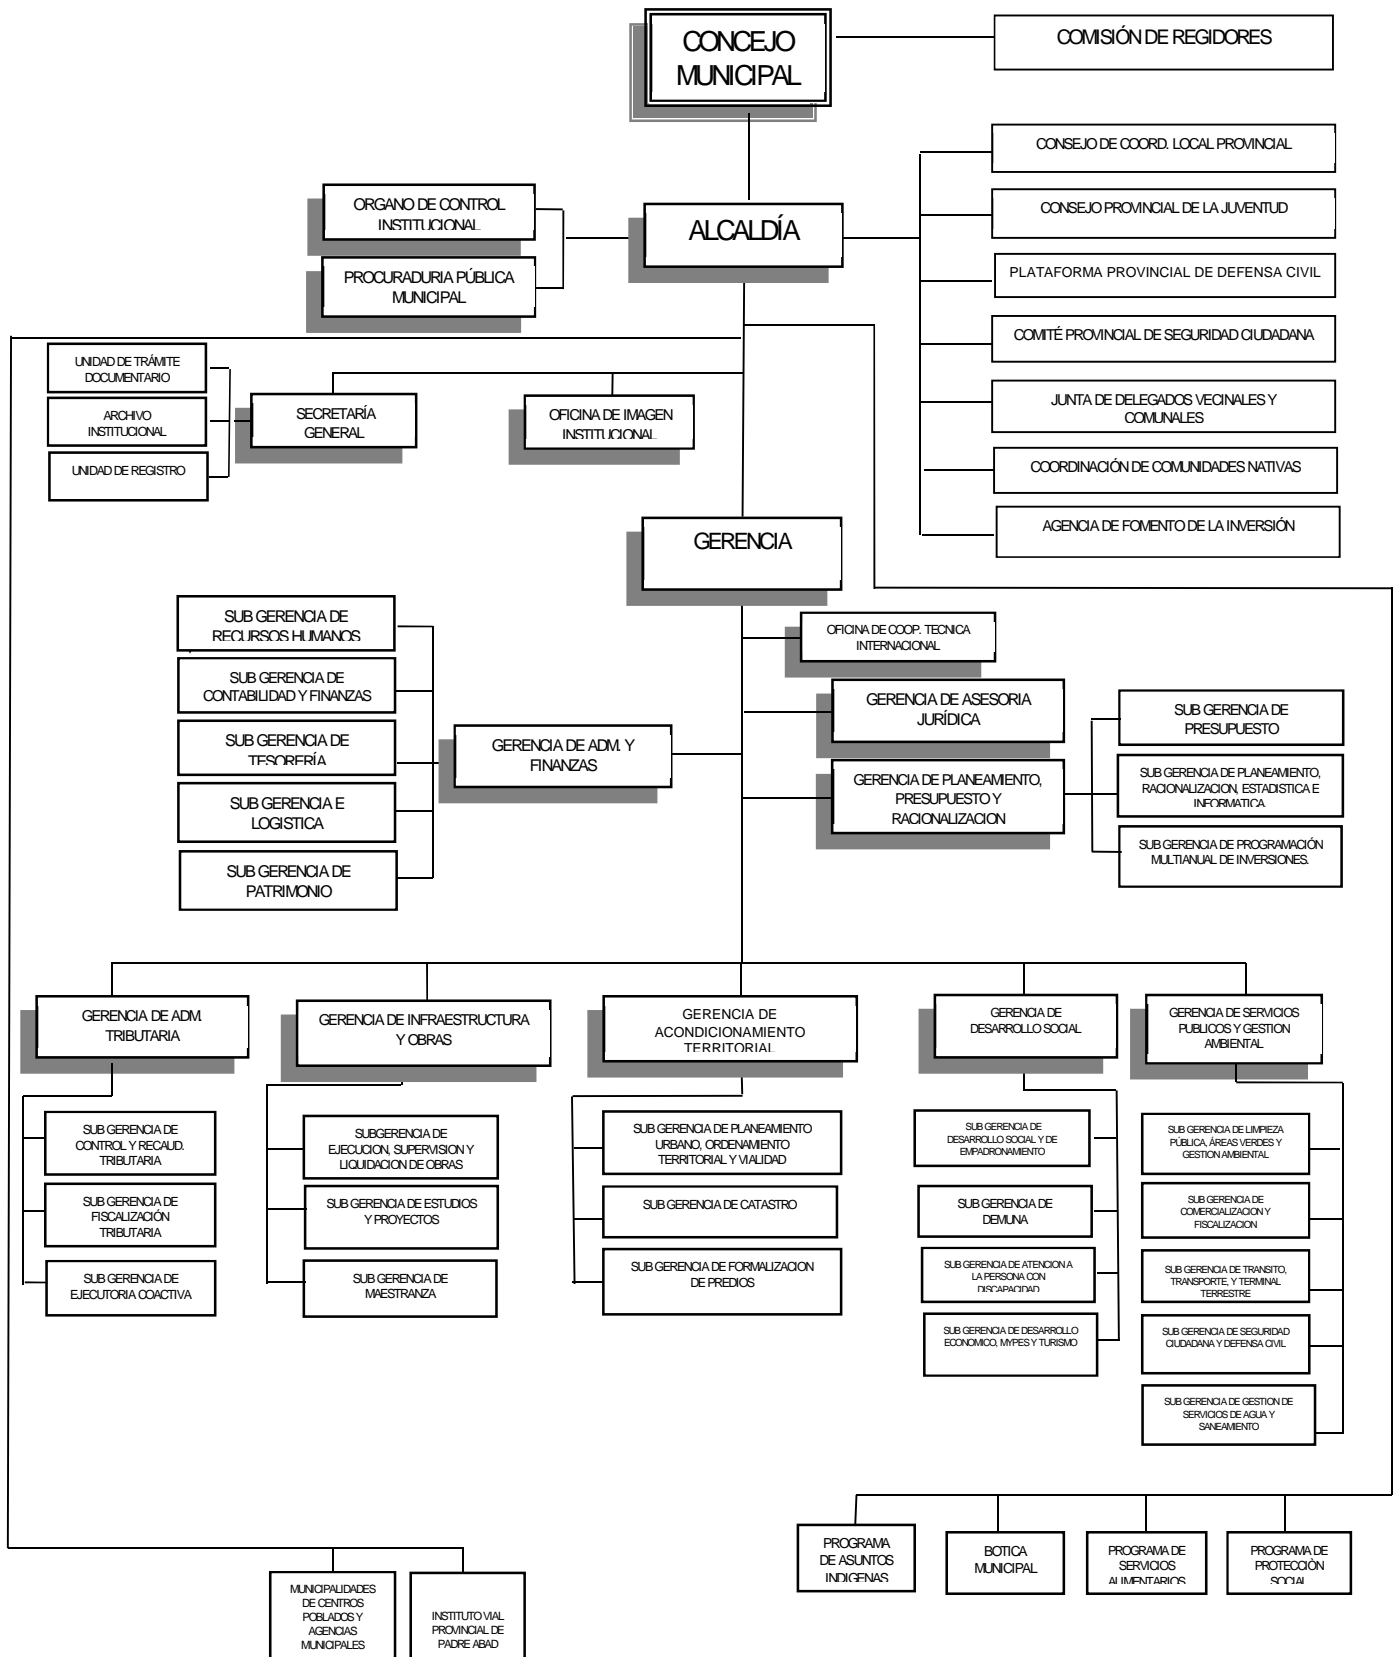 CONCEJO
MUNICIPAL
COMISIÓN DE REGIDORES
CONSEJO DE COORD. LOCAL PROVINCIAL
CONSEJO PROVINCIAL DE LA JUVENTUD
PLATAFORMA PROVINCIAL DE DEFENSA CIVIL
COMITÉ PROVINCIAL DE SEGURIDAD CIUDADANA
JUNTA DE DELEGADOS VECINALES Y
COMUNALES
COORDINACIÓN DE COMUNIDADES NATIVAS
AGENCIA DE FOMENTO DE LA INVERSIÓN
ORGANO DE CONTROL
INSTITUCIONAL
PROCURADURIA PÚBLICA
MUNICIPAL
ALCALDÍA
UNIDAD DE TRÁMITE
DOCUMENTARIO
ARCHIVO
INSTITUCIONAL
UNIDAD DE REGISTRO
SECRETARÍA
GENERAL
OFICINA DE IMAGEN
INSTITUCIONAL
GERENCIA
SUB GERENCIA DE
RECURSOS HUMANOS
SUB GERENCIA DE
CONTABILIDAD Y FINANZAS
SUB GERENCIA DE
TESORERÍA
SUB GERENCIA E
LOGISTICA
SUB GERENCIA DE
PATRIMONIO
GERENCIA DE ADM. Y
FINANZAS
OFICINA DE COOP. TECNICA
INTERNACIONAL
GERENCIA DE ASESORIA
JURÍDICA
GERENCIA DE PLANEAMIENTO,
PRESUPUESTO Y
RACIONALIZACION
SUB GERENCIA DE
PRESUPUESTO
SUB GERENCIA DE PLANEAMIENTO,
RACIONALIZACION, ESTADISTICA E
INFORMATICA
SUB GERENCIA DE PROGRAMACIÓN
MULTIANUAL DE INVERSIONES.
GERENCIA DE ADM.
TRIBUTARIA
SUB GERENCIA DE
CONTROL Y RECAUD.
TRIBUTARIA
SUB GERENCIA DE
FISCALIZACIÓN
TRIBUTARIA
SUB GERENCIA DE
EJECUTORIA COACTIVA
GERENCIA DE INFRAESTRUCTURA
Y OBRAS
SUBGERENCIA DE
EJECUCION, SUPERVISION Y
LIQUIDACION DE OBRAS
SUB GERENCIA DE ESTUDIOS
Y PROYECTOS
SUB GERENCIA DE
MAESTRANZA
GERENCIA DE
ACONDICIONAMIENTO
TERRITORIAL
SUB GERENCIA DE PLANEAMIENTO
URBANO, ORDENAMIENTO
TERRITORIAL Y VIALIDAD
SUB GERENCIA DE CATASTRO
SUB GERENCIA DE FORMALIZACION
DE PREDIOS
GERENCIA DE
DESARROLLO SOCIAL
SUB GERENCIA DE
DESARROLLO SOCIAL Y DE
EMPADRONAMIENTO
SUB GERENCIA DE
DEMUNA
SUB GERENCIA DE ATENCION A
LA PERSONA CON
DISCAPACIDAD
SUB GERENCIA DE DESARROLLO
ECONOMICO, MYPES Y TURISMO
GERENCIA DE SERVICIOS
PUBLICOS Y GESTION
AMBIENTAL
SUB GERENCIA DE LIMPIEZA
PÚBLICA, ÁREAS VERDES Y
GESTION AMBIENTAL
SUB GERENCIA DE
COMERCIALIZACION Y
FISCALIZACION
SUB GERENCIA DE TRANSITO,
TRANSPORTE, Y TERMINAL
TERRESTRE
SUB GERENCIA DE SEGURIDAD
CIUDADANA Y DEFENSA CIVIL
SUB GERENCIA DE GESTION DE
SERVICIOS DE AGUA Y
SANEAMIENTO
PROGRAMA
DE ASUNTOS
INDIGENAS
BOTICA
MUNICIPAL
PROGRAMA DE
SERVICIOS
ALIMENTARIOS
PROGRAMA DE
PROTECCIÒN
SOCIAL
MUNICIPALIDADES
DE CENTROS
POBLADOS Y
AGENCIAS
MUNICIPALES
INSTITUTO VIAL
PROVINCIAL DE
PADRE ABAD